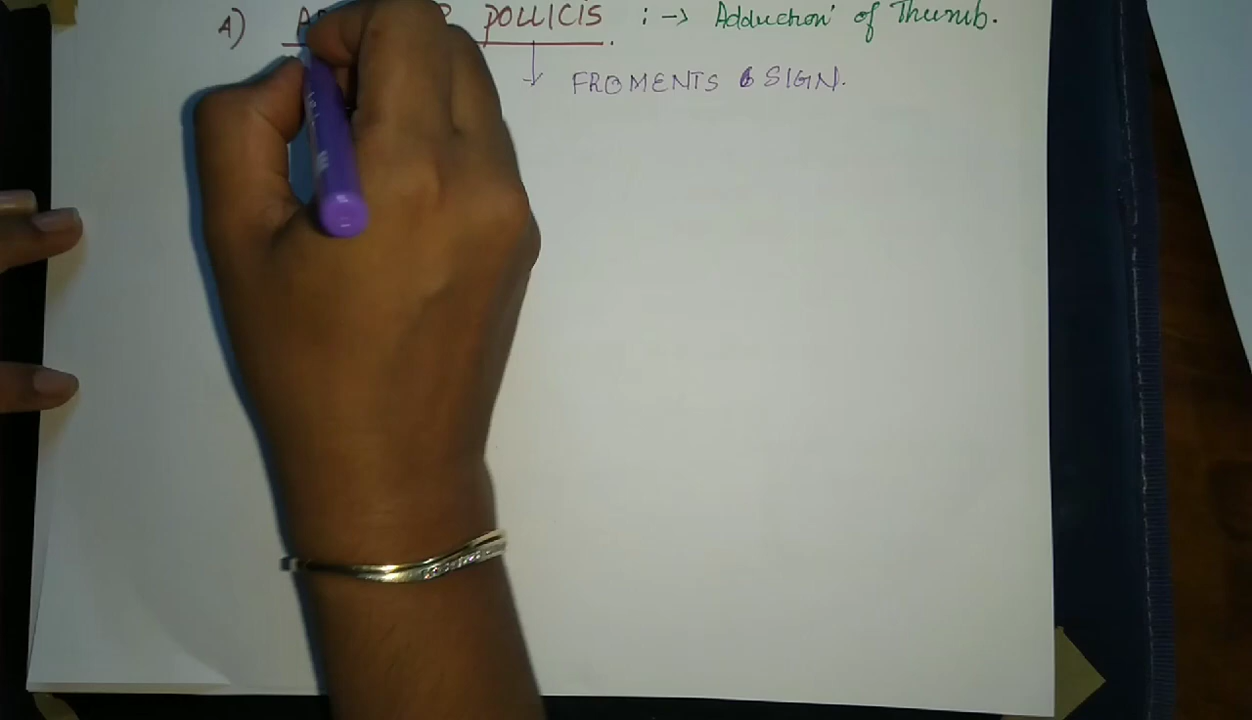 A) POLLICIS :-> Adduction of Thumb.
FROMENTS SIGN.